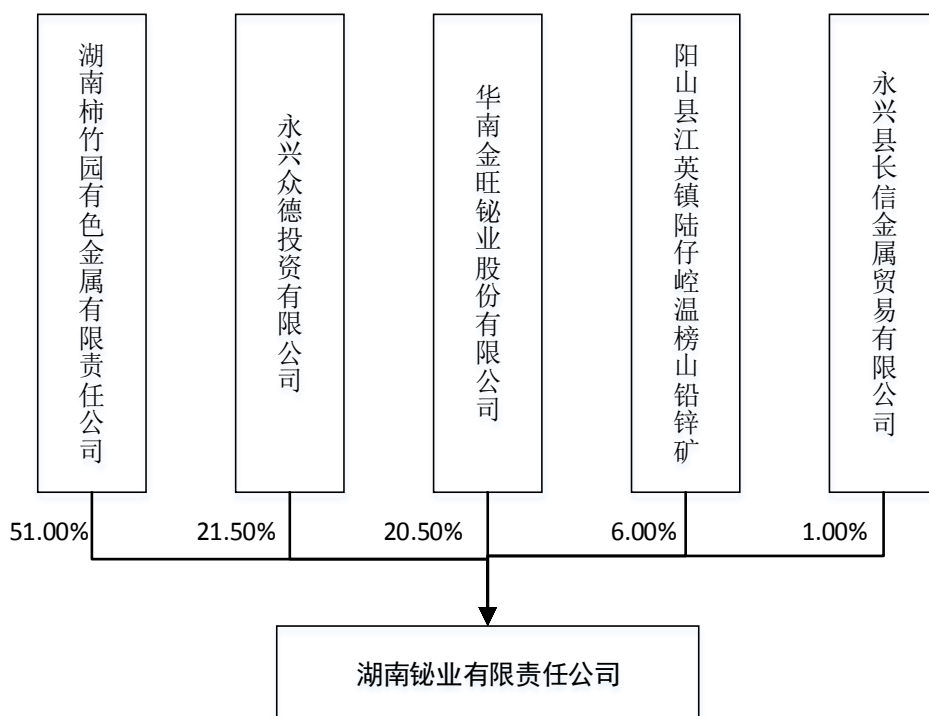 湖南柿竹园有色金属有限责任公司
永兴众德投资有限公司
华南金旺铋业股份有限公司
阳山县江英镇陆仔崆温榜山铅锌矿
永兴县长信金属贸易有限公司
51.00%
21.50%
20.50%
6.00%
1.00%
湖南铋业有限责任公司